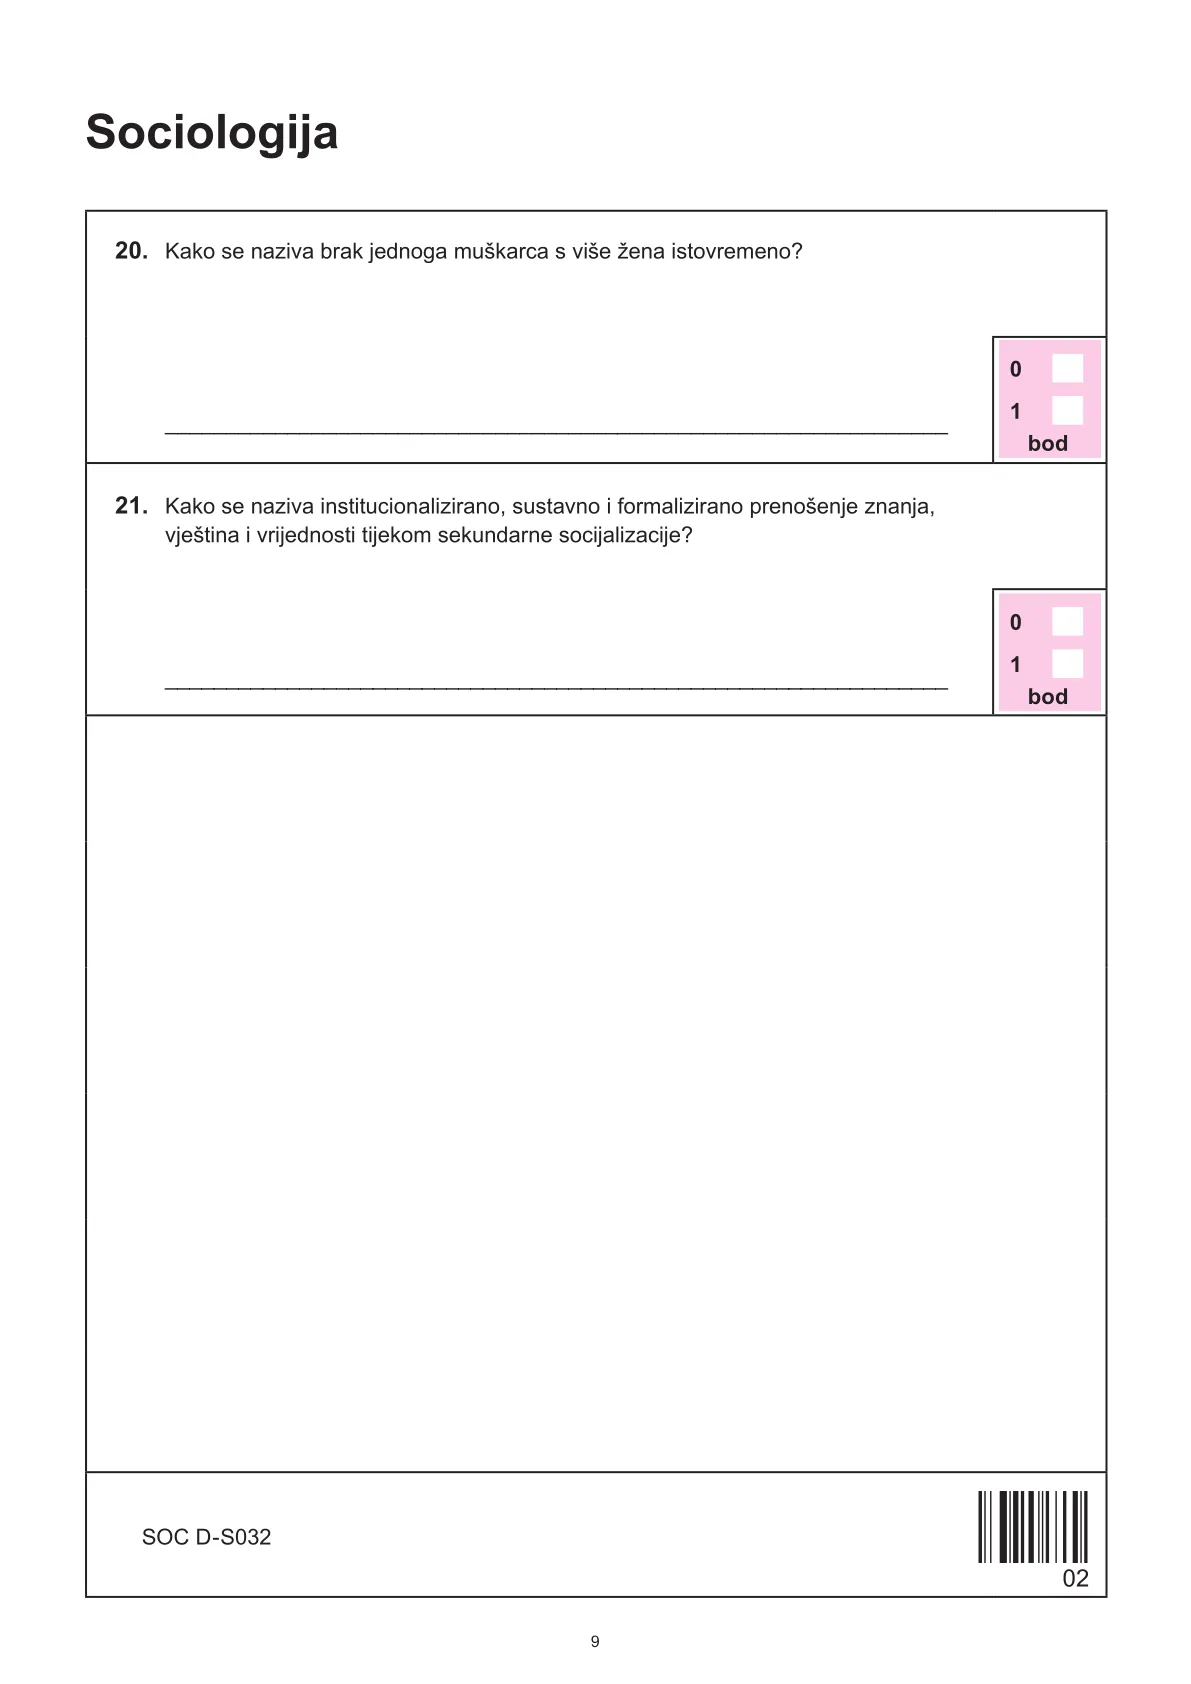 Sociologija
20. Kako se naziva brak jednoga muškarca s više žena istovremeno?
0
1
bod
21. Kako se naziva institucionalizirano, sustavno i formalizirano prenošenje znanja,
vještina i vrijednosti tijekom sekundarne socijalizacije?
0
1
bod
SOC D-S032
02
9